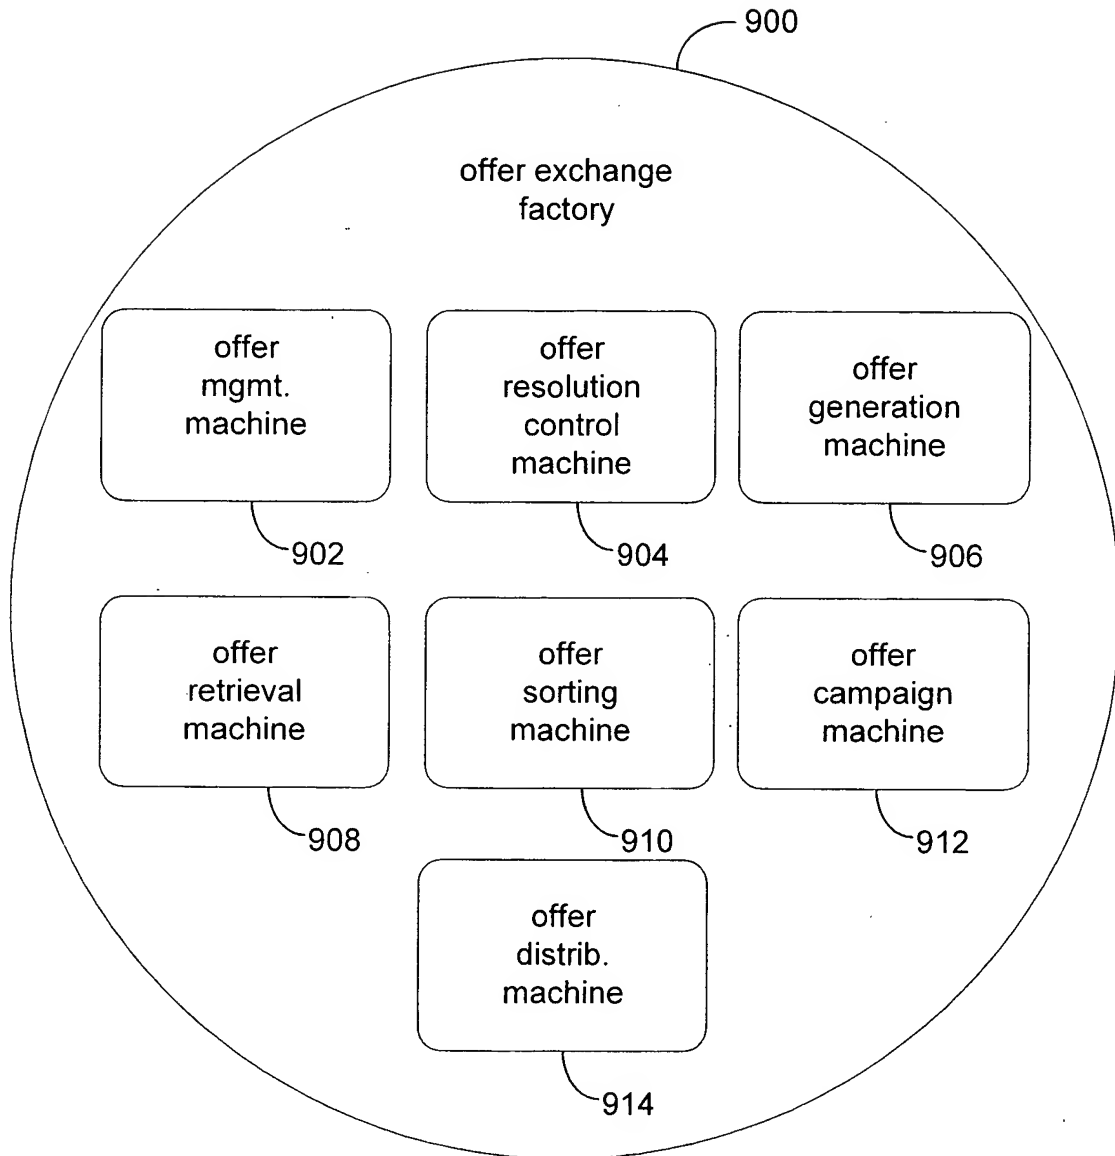 900
offer exchange
factory
offer
mgmt.
machine
902
offer
resolution
control
machine
904
offer
generation
machine
906
offer
retrieval
machine
908
offer
sorting
machine
910
offer
campaign
machine
912
offer
distrib.
machine
914